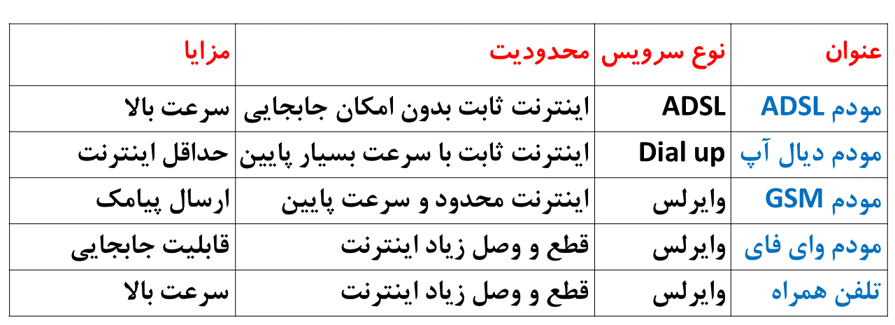 عنوان نوع سرویس محدودیت مزایا
مودم ADSL ADSL اینترنت ثابت بدون امکان جابجایی سرعت بالا
مودم دیال آپ Dial up اینترنت ثابت با سرعت بسیار پایین حداقل اینترنت
مودم GSM وایرلس اینترنت محدود و سرعت پایین ارسال پیامک
مودم وای فای وایرلس قطع و وصل زیاد اینترنت قابلیت جابجایی
تلفن همراه وایرلس قطع و وصل زیاد اینترنت سرعت بالا